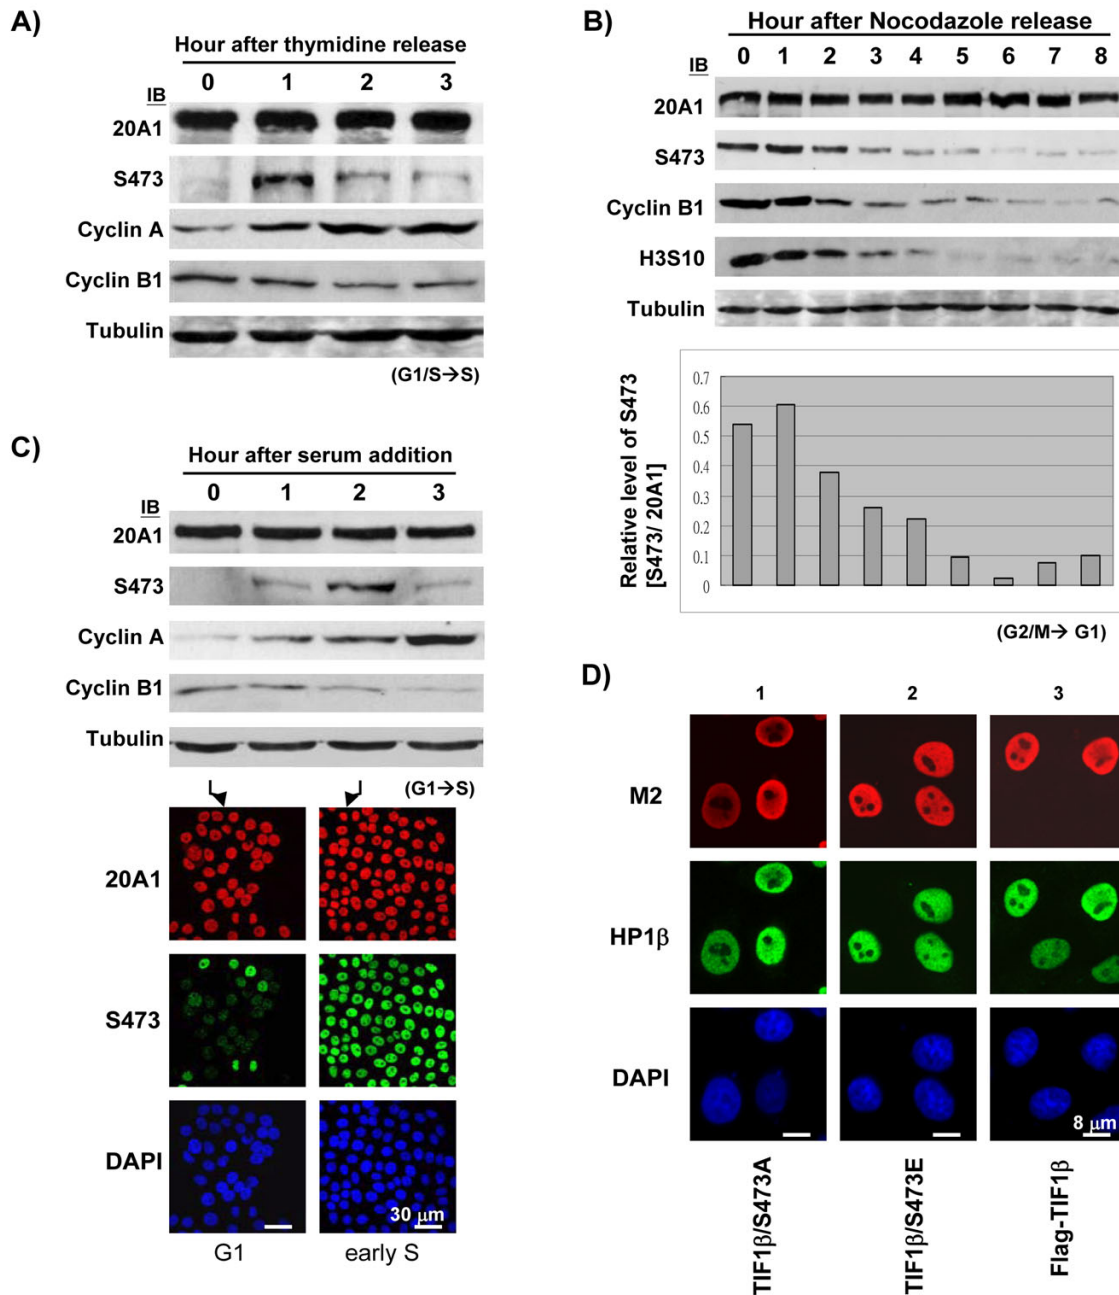 A)
Hour after thymidine release
0 1 2 3
IB
20A1
S473
Cyclin A
Cyclin B1
Tubulin
(G1/S→S)
B)
Hour after Nocodazole release
0 1 2 3 4 5 6 7 8
IB
20A1
S473
Cyclin B1
H3S10
Tubulin
Relative level of S473
[S473/ 20A1]
0.7
0.6
0.5
0.4
0.3
0.2
0.1
0
(G2/M→ G1)
C)
Hour after serum addition
0 1 2 3
IB
20A1
S473
Cyclin A
Cyclin B1
Tubulin
(G1→S)
20A1
S473
DAPI
30 μm
G1 early S
D)
1 2 3
M2
HP1β
DAPI
8 μm
TIF1β/S473A
TIF1β/S473E
Flag-TIF1β